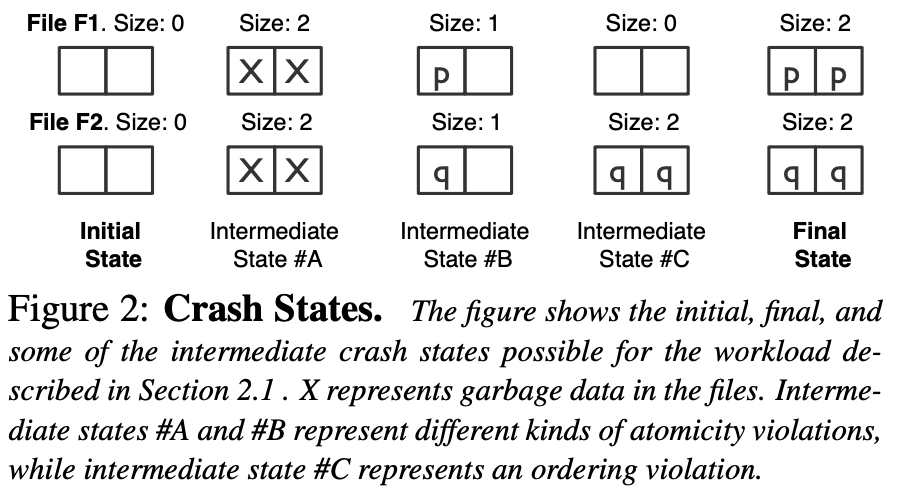 File F1. Size: 0 Size: 2 Size: 1 Size: 0 Size: 2
X X p p p
File F2. Size: 0 Size: 2 Size: 1 Size: 2 Size: 2
X X q q q q q
Initial Intermediate Intermediate Intermediate Final
State State #A State #B State #C State
Figure 2: Crash States. The figure shows the initial, final, and
some of the intermediate crash states possible for the workload de-
scribed in Section 2.1 . X represents garbage data in the files. Interme-
diate states #A and #B represent different kinds of atomicity violations,
while intermediate state #C represents an ordering violation.